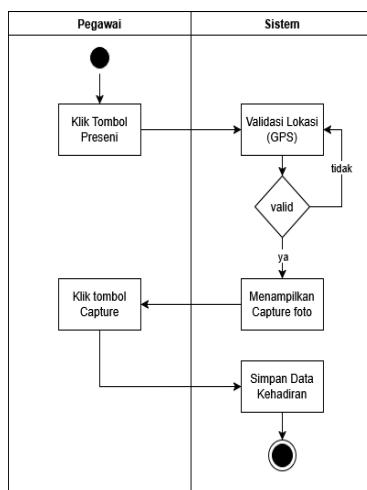 Pegawai
Sistem
Klik Tombol
Preseni
Validasi Lokasi
(GPS)
tidak
valid
ya
Klik tombol
Capture
Menampilkan
Capture foto
Simpan Data
Kehadiran